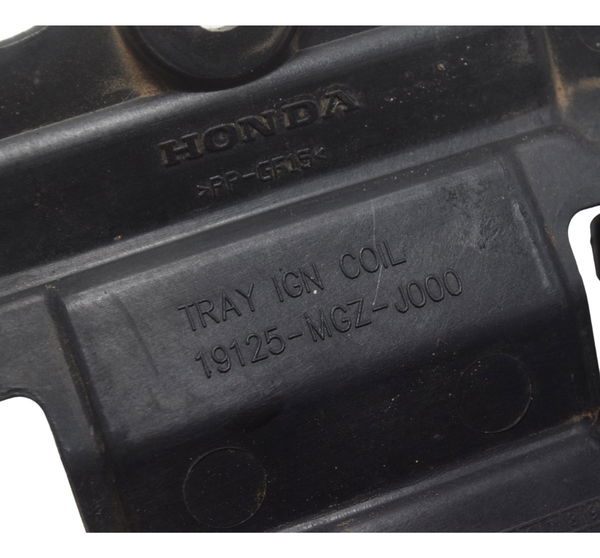 HONDA
>PP-GF15<
TRAY IGN COIL
19125-MGZ-J000